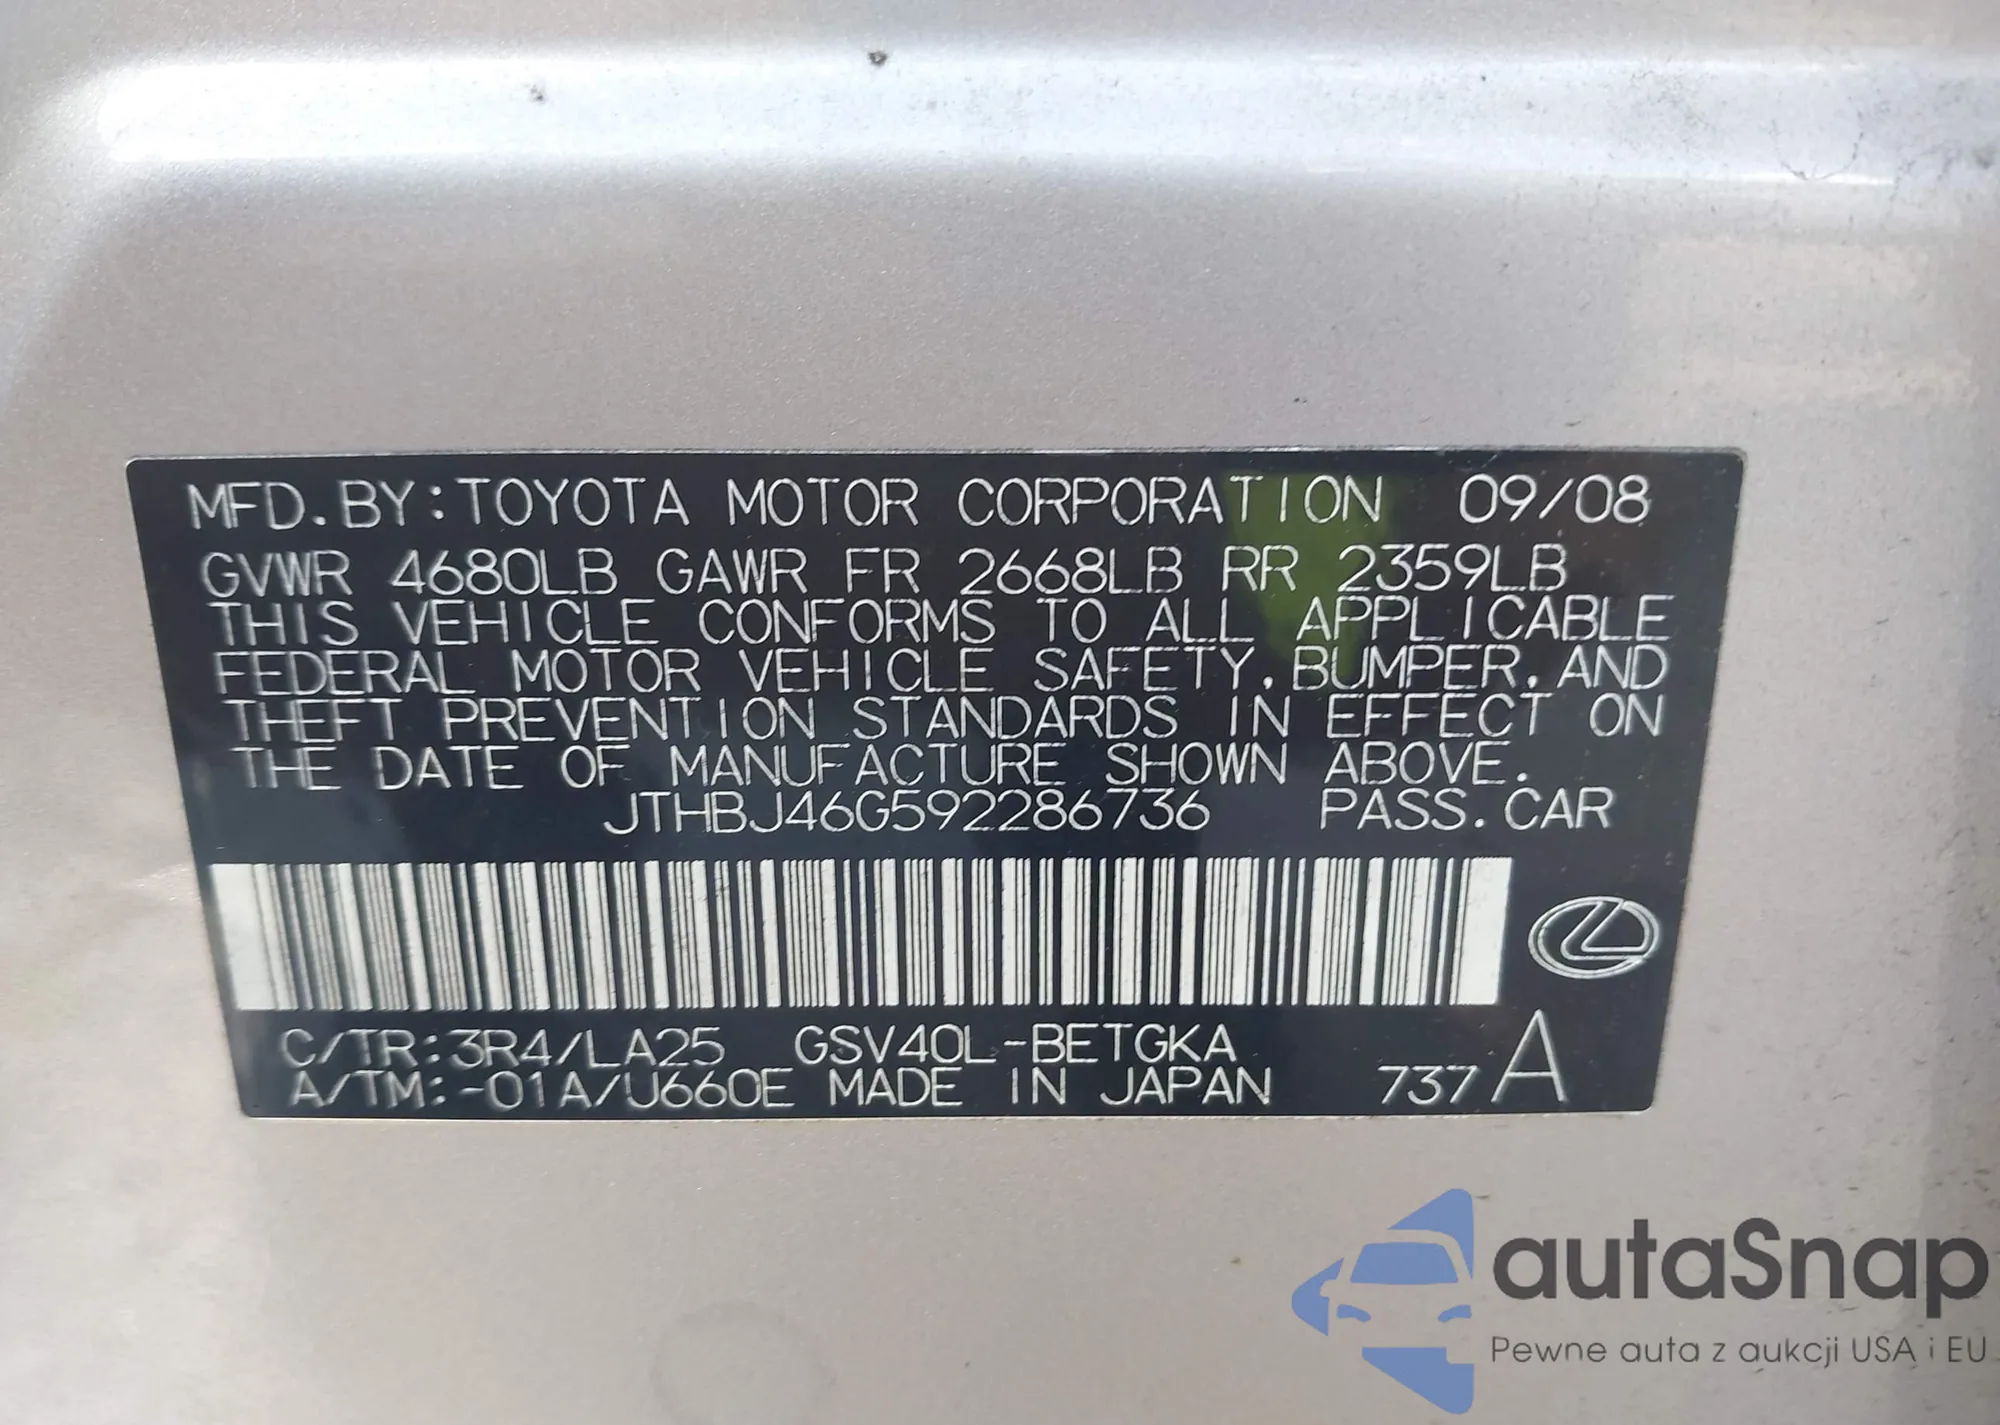 MFD. BY: TOYOTA MOTOR CORPORATION 09/08
GVWR 4680LB GAWR FR 2668LB RR 2359LB
THIS VEHICLE CONFORMS TO ALL APPLICABLE
FEDERAL MOTOR VEHICLE SAFETY, BUMPER, AND
THEFT PREVENTION STANDARDS IN EFFECT ON
THE DATE OF MANUFACTURE SHOWN ABOVE.
JTHBJ46G592286736 PASS. CAR
C/TR:3R4/LA25 GSV40L-BETGKA
A/TM:-01A/U660E MADE IN JAPAN 737A
autaSnap
Pewne auta z aukcji USA i EU